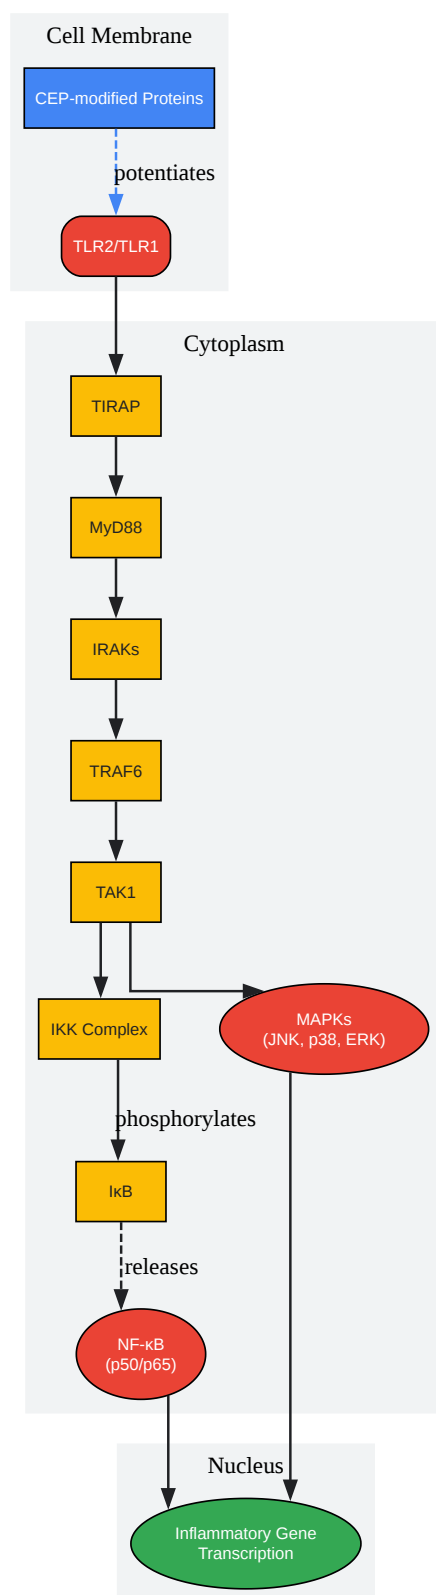 Cell Membrane
CEP-modified Proteins
potentiates
TLR2/TLR1
Cytoplasm
TIRAP
MyD88
IRAKs
TRAF6
TAK1
IKK Complex
MAPKs
(JNK, p38, ERK)
phosphorylates
IκB
releases
NF-κB
(p50/p65)
Nucleus
Inflammatory Gene
Transcription